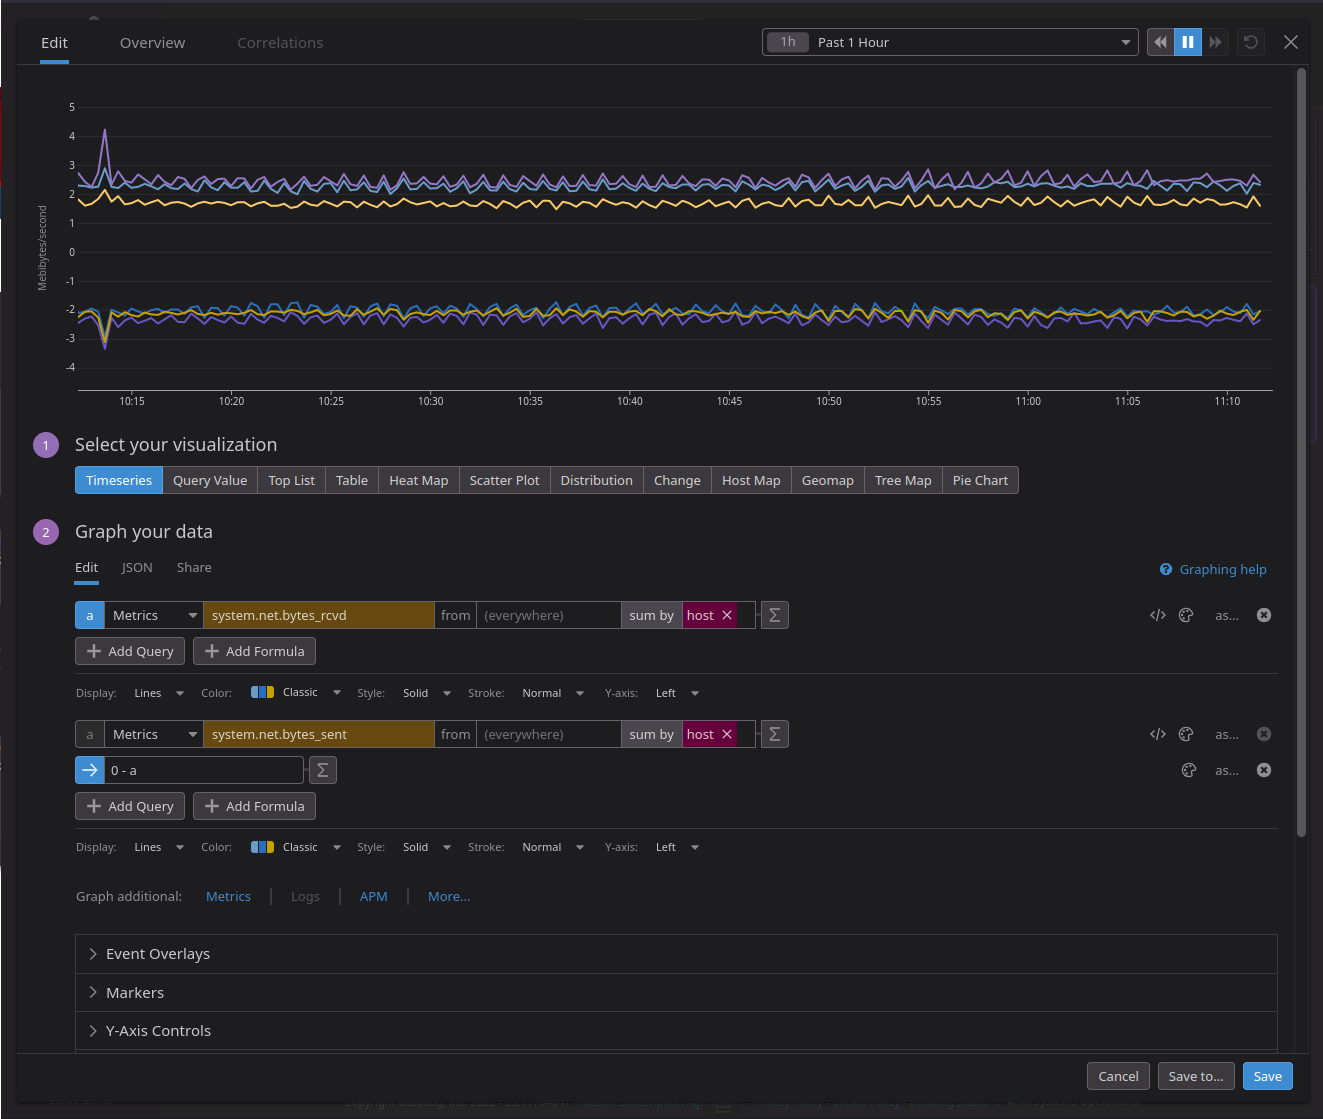 Edit Overview Correlations 1h Past 1 Hour
5
4
3
2
1
0
-1
-2
-3
-4
Mebibytes/second
10:15 10:20 10:25 10:30 10:35 10:40 10:45 10:50 10:55 11:00 11:05 11:10
1 Select your visualization
Timeseries Query Value Top List Table Heat Map Scatter Plot Distribution Change Host Map Geomap Tree Map Pie Chart
2 Graph your data
Edit JSON Share
? Graphing help
a Metrics system.net.bytes_rcvd from (everywhere) sum by host × Σ </> as...
+ Add Query + Add Formula
Display: Lines Color: Classic Style: Solid Stroke: Normal Y-axis: Left
a Metrics system.net.bytes_sent from (everywhere) sum by host × Σ </> as...
→ 0 - a Σ as...
+ Add Query + Add Formula
Display: Lines Color: Classic Style: Solid Stroke: Normal Y-axis: Left
Graph additional: Metrics | Logs | APM | More...
Event Overlays
Markers
Y-Axis Controls
Cancel Save to... Save